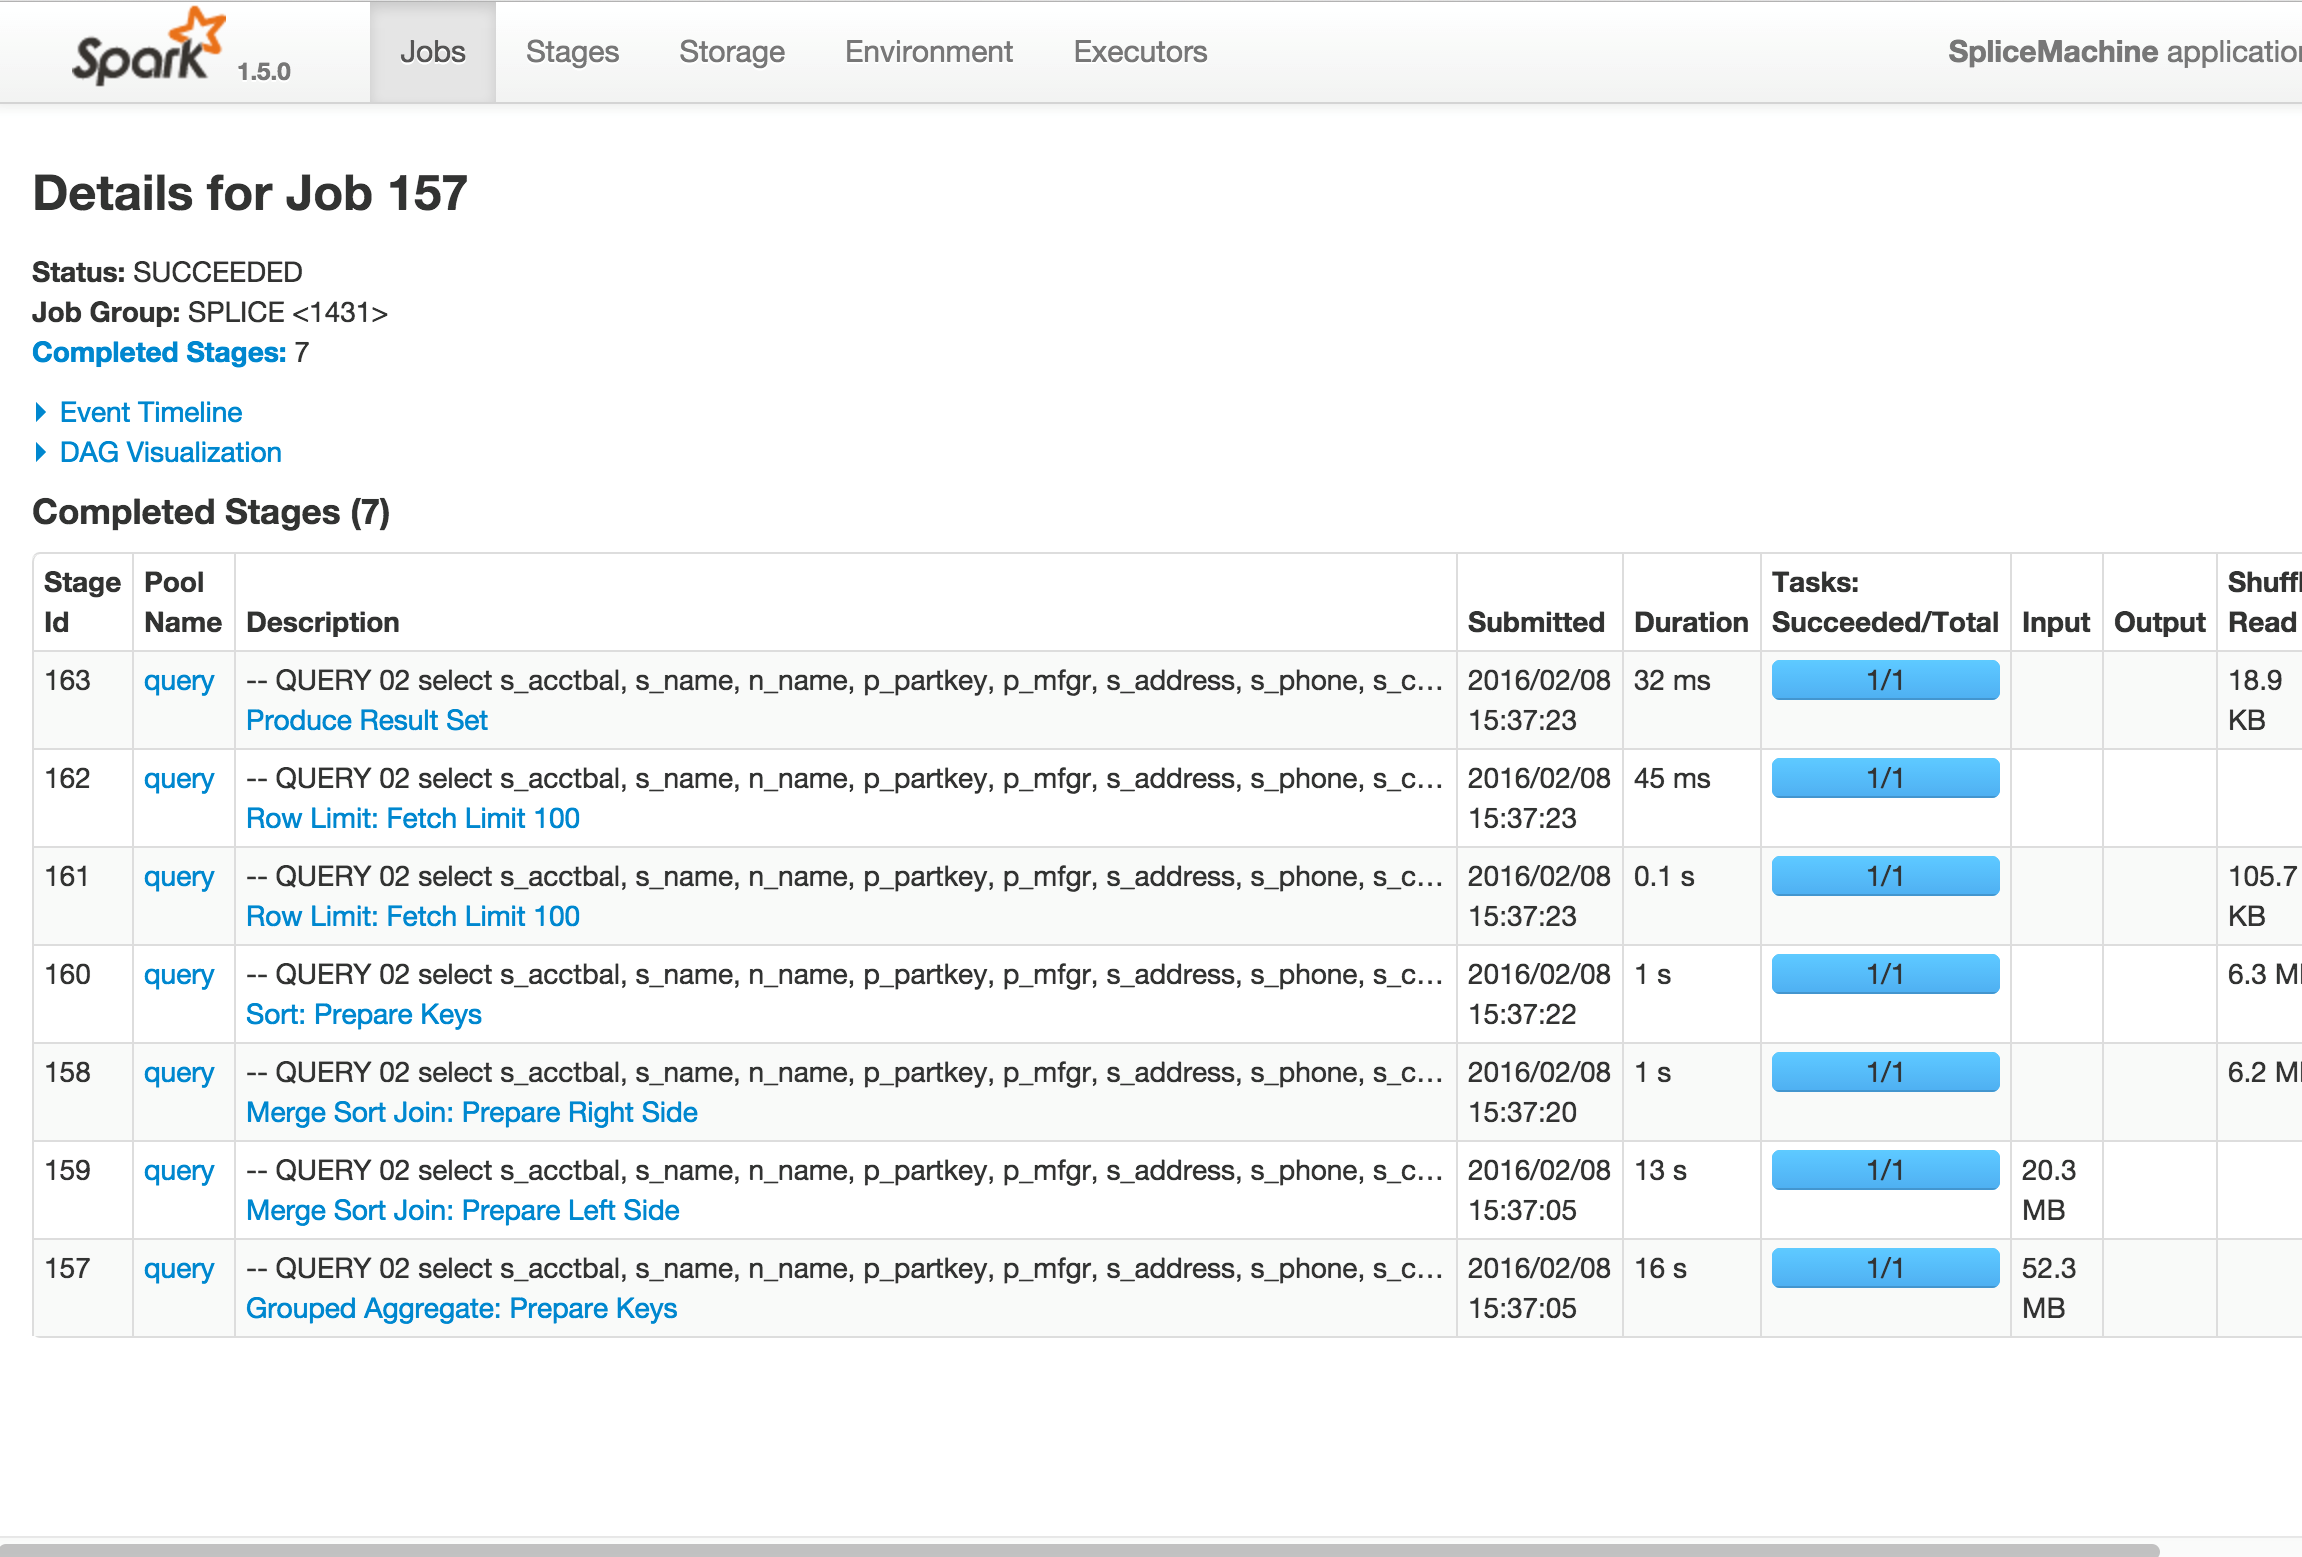 Spark 1.5.0 Jobs Stages Storage Environment Executors SpliceMachine application
Details for Job 157
Status: SUCCEEDED
Job Group: SPLICE <1431>
Completed Stages: 7
Event Timeline
DAG Visualization
Completed Stages (7)
Stage Id Pool Name Description Submitted Duration Tasks: Succeeded/Total Input Output Shuffl Read
163 query -- QUERY 02 select s_acctbal, s_name, n_name, p_partkey, p_mfgr, s_address, s_phone, s_c... 2016/02/08 32 ms 1/1 18.9
Produce Result Set 15:37:23 KB
162 query -- QUERY 02 select s_acctbal, s_name, n_name, p_partkey, p_mfgr, s_address, s_phone, s_c... 2016/02/08 45 ms 1/1
Row Limit: Fetch Limit 100 15:37:23
161 query -- QUERY 02 select s_acctbal, s_name, n_name, p_partkey, p_mfgr, s_address, s_phone, s_c... 2016/02/08 0.1 s 1/1 105.7
Row Limit: Fetch Limit 100 15:37:23 KB
160 query -- QUERY 02 select s_acctbal, s_name, n_name, p_partkey, p_mfgr, s_address, s_phone, s_c... 2016/02/08 1 s 1/1 6.3 M
Sort: Prepare Keys 15:37:22
158 query -- QUERY 02 select s_acctbal, s_name, n_name, p_partkey, p_mfgr, s_address, s_phone, s_c... 2016/02/08 1 s 1/1 6.2 M
Merge Sort Join: Prepare Right Side 15:37:20
159 query -- QUERY 02 select s_acctbal, s_name, n_name, p_partkey, p_mfgr, s_address, s_phone, s_c... 2016/02/08 13 s 1/1 20.3
Merge Sort Join: Prepare Left Side 15:37:05 MB
157 query -- QUERY 02 select s_acctbal, s_name, n_name, p_partkey, p_mfgr, s_address, s_phone, s_c... 2016/02/08 16 s 1/1 52.3
Grouped Aggregate: Prepare Keys 15:37:05 MB